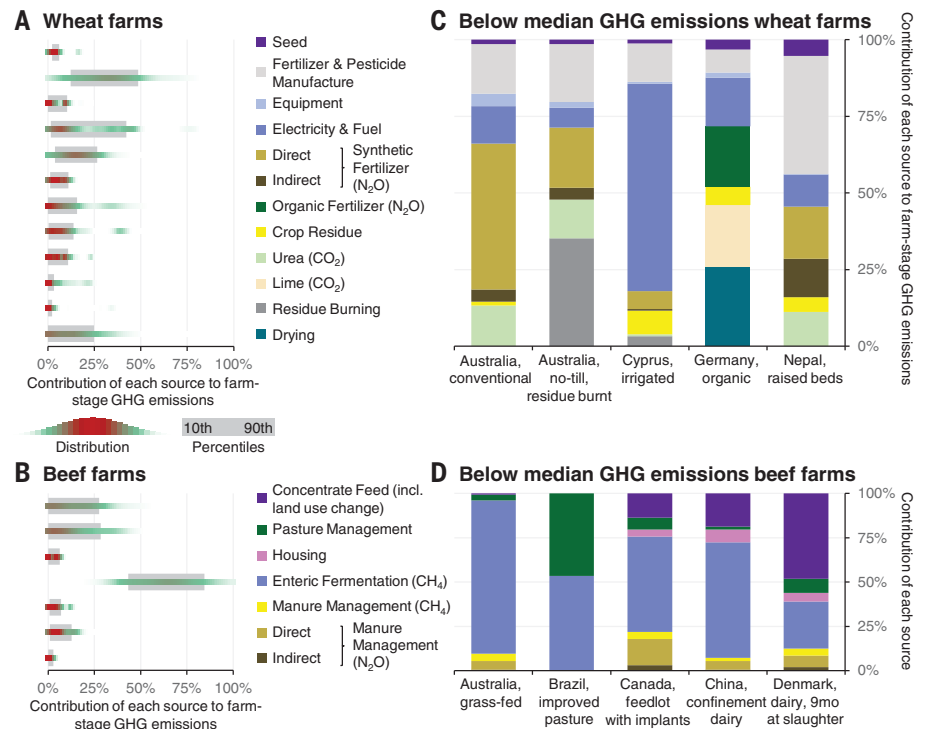 A Wheat farms
Seed
Fertilizer & Pesticide
Manufacture
Equipment
Electricity & Fuel
Direct
Indirect
Synthetic
Fertilizer
(N₂O)
Organic Fertilizer (N₂O)
Crop Residue
Urea (CO₂)
Lime (CO₂)
Residue Burning
Drying
0% 25% 50% 75% 100%
Contribution of each source to farm-
stage GHG emissions
Distribution
10th 90th
Percentiles
C Below median GHG emissions wheat farms
100%
75%
50%
25%
0%
Contribution of each source to farm-stage GHG emissions
Australia,
conventional
Australia,
no-till,
residue burnt
Cyprus,
irrigated
Germany,
organic
Nepal,
raised beds
B Beef farms
Concentrate Feed (incl.
land use change)
Pasture Management
Housing
Enteric Fermentation (CH₄)
Manure Management (CH₄)
Direct
Indirect
Manure
Management
(N₂O)
0% 25% 50% 75% 100%
Contribution of each source to farm-
stage GHG emissions
D Below median GHG emissions beef farms
100%
75%
50%
25%
0%
Contribution of each source
Australia,
grass-fed
Brazil,
improved
pasture
Canada,
feedlot
with implants
China,
confinement
dairy
Denmark,
dairy, 9mo
at slaughter